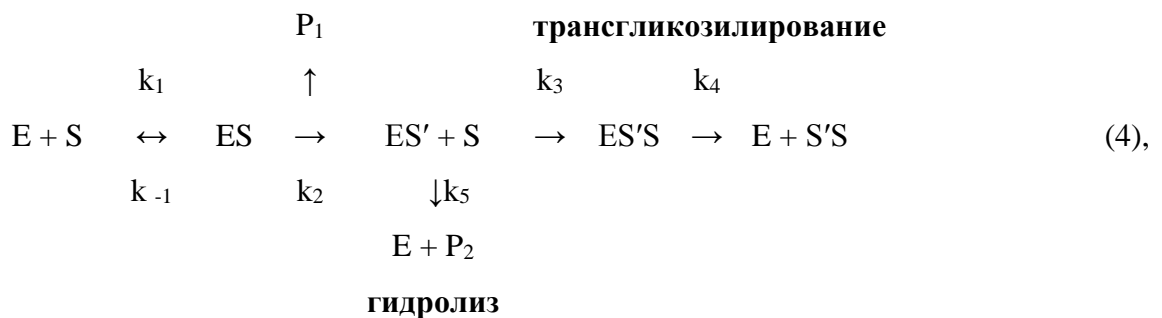 P₁ трансгликозилирование
k₁ ↑ k₃ k₄
E + S ↔ ES → ES′ + S → ES′S → E + S′S (4),
k ₋₁ k₂ ↓k₅
E + P₂
гидролиз